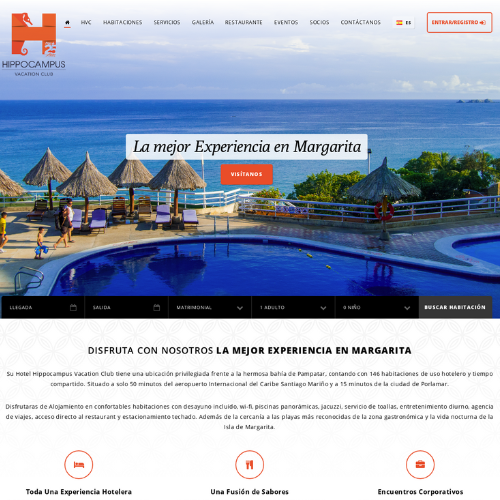 HVC HABITACIONES SERVICIOS GALERÍA RESTAURANTE EVENTOS SOCIOS CONTÁCTANOS ES ENTRAR/REGISTRO
HIPPOCAMPUS
VACATION CLUB
La mejor Experiencia en Margarita
VISÍTANOS
LLEGADA SALIDA MATRIMONIAL 1 ADULTO 0 NIÑO BUSCAR HABITACIÓN
DISFRUTA CON NOSOTROS LA MEJOR EXPERIENCIA EN MARGARITA
Su Hotel Hippocampus Vacation Club tiene una ubicación privilegiada frente a la hermosa bahía de Pampatar, contando con 146 habitaciones de uso hotelero y tiempo
compartido. Situado a solo 50 minutos del aeropuerto Internacional del Caribe Santiago Mariño y a 15 minutos de la ciudad de Porlamar.
Disfrutaras de Alojamiento en confortables habitaciones con desayuno incluido, wi-fi, piscinas panorámicas, jacuzzi, servicio de toallas, entretenimiento diurno, agencia
de viajes, acceso directo al restaurant y estacionamiento techado. Además de la cercanía a las playas más reconocidas de la zona gastronómica y la vida nocturna de la
Isla de Margarita.
Toda Una Experiencia Hotelera Una Fusión de Sabores Encuentros Corporativos